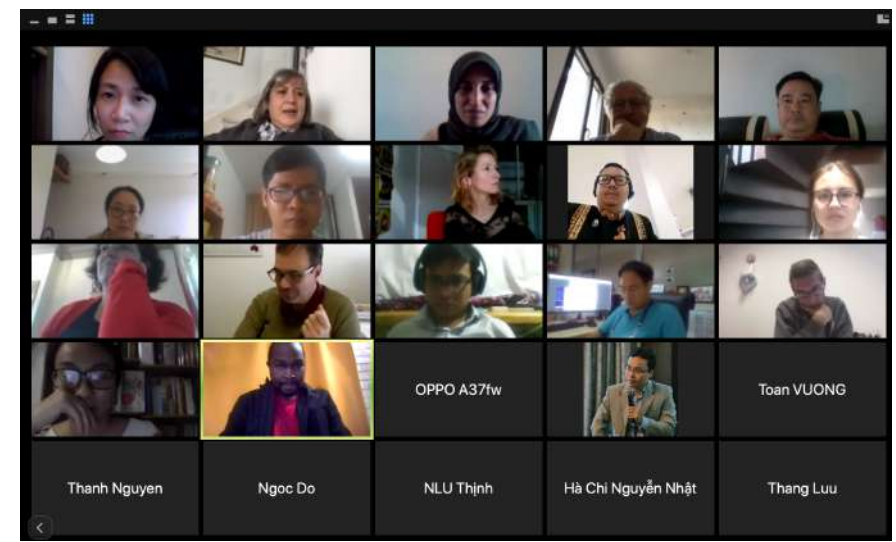 OPPO A37fw
Toan VUONG
Thanh Nguyen
Ngoc Do
NLU Thịnh
Hà Chi Nguyễn Nhật
Thang Luu